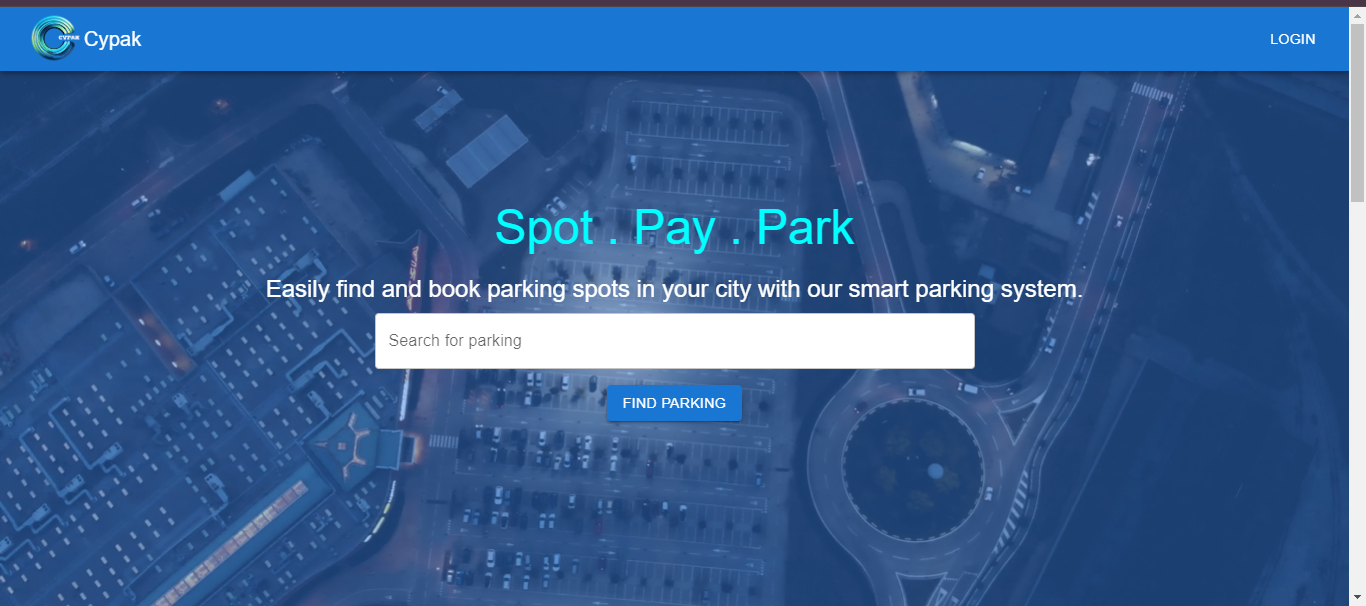 CYPAK
Cypak
LOGIN
Spot . Pay . Park
Easily find and book parking spots in your city with our smart parking system.
Search for parking
FIND PARKING